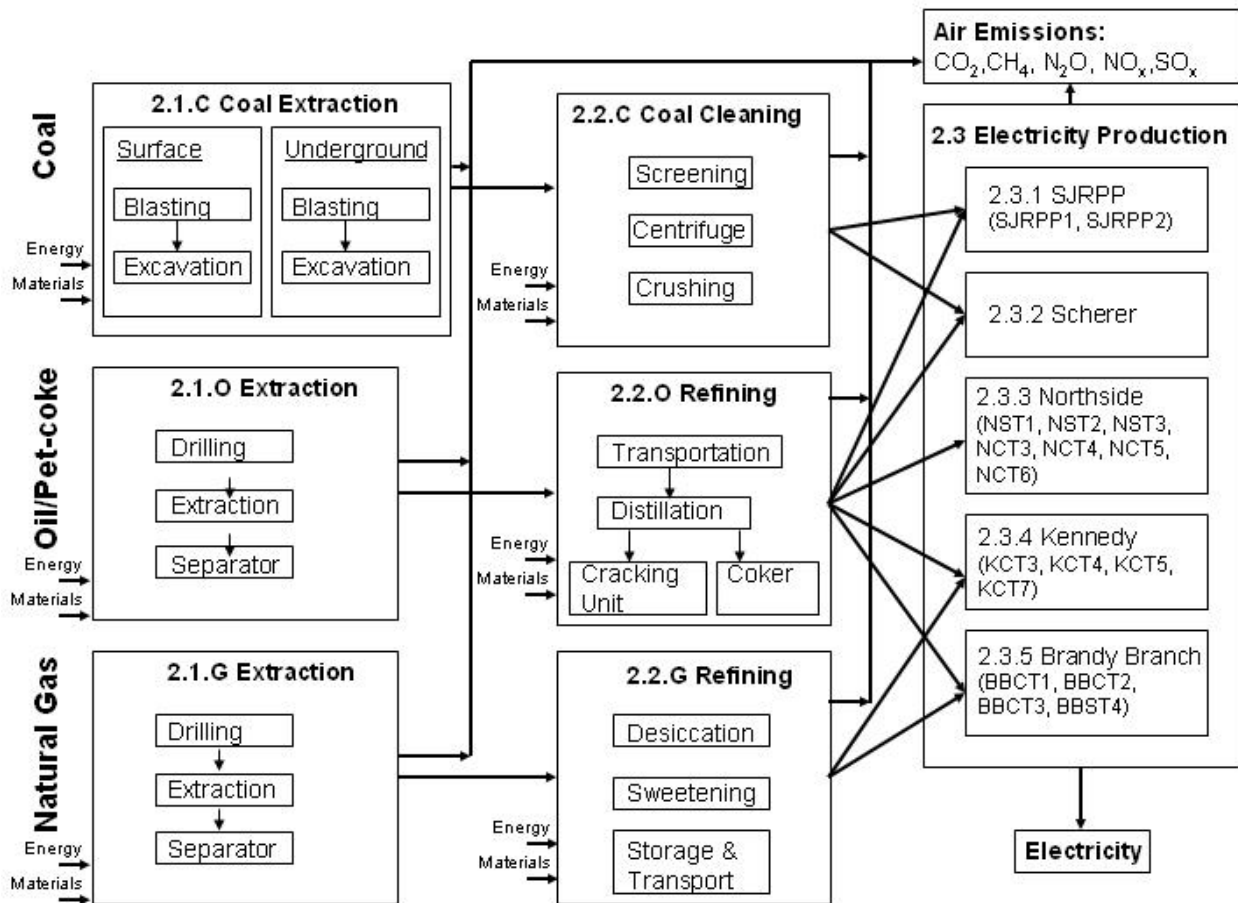 Air Emissions:
CO₂,CH₄, N₂O, NOₓ,SOₓ
Coal
2.1.C Coal Extraction
Surface
Blasting
Excavation
Underground
Blasting
Excavation
Energy
Materials
2.2.C Coal Cleaning
Screening
Centrifuge
Crushing
Energy
Materials
Oil/Pet-coke
2.1.O Extraction
Drilling
Extraction
Separator
Energy
Materials
2.2.O Refining
Transportation
Distillation
Cracking
Unit
Coker
Energy
Materials
Natural Gas
2.1.G Extraction
Drilling
Extraction
Separator
Energy
Materials
2.2.G Refining
Desiccation
Sweetening
Storage &
Transport
Energy
Materials
2.3 Electricity Production
2.3.1 SJRPP
(SJRPP1, SJRPP2)
2.3.2 Scherer
2.3.3 Northside
(NST1, NST2, NST3,
NCT3, NCT4, NCT5,
NCT6)
2.3.4 Kennedy
(KCT3, KCT4, KCT5,
KCT7)
2.3.5 Brandy Branch
(BBCT1, BBCT2,
BBCT3, BBST4)
Electricity